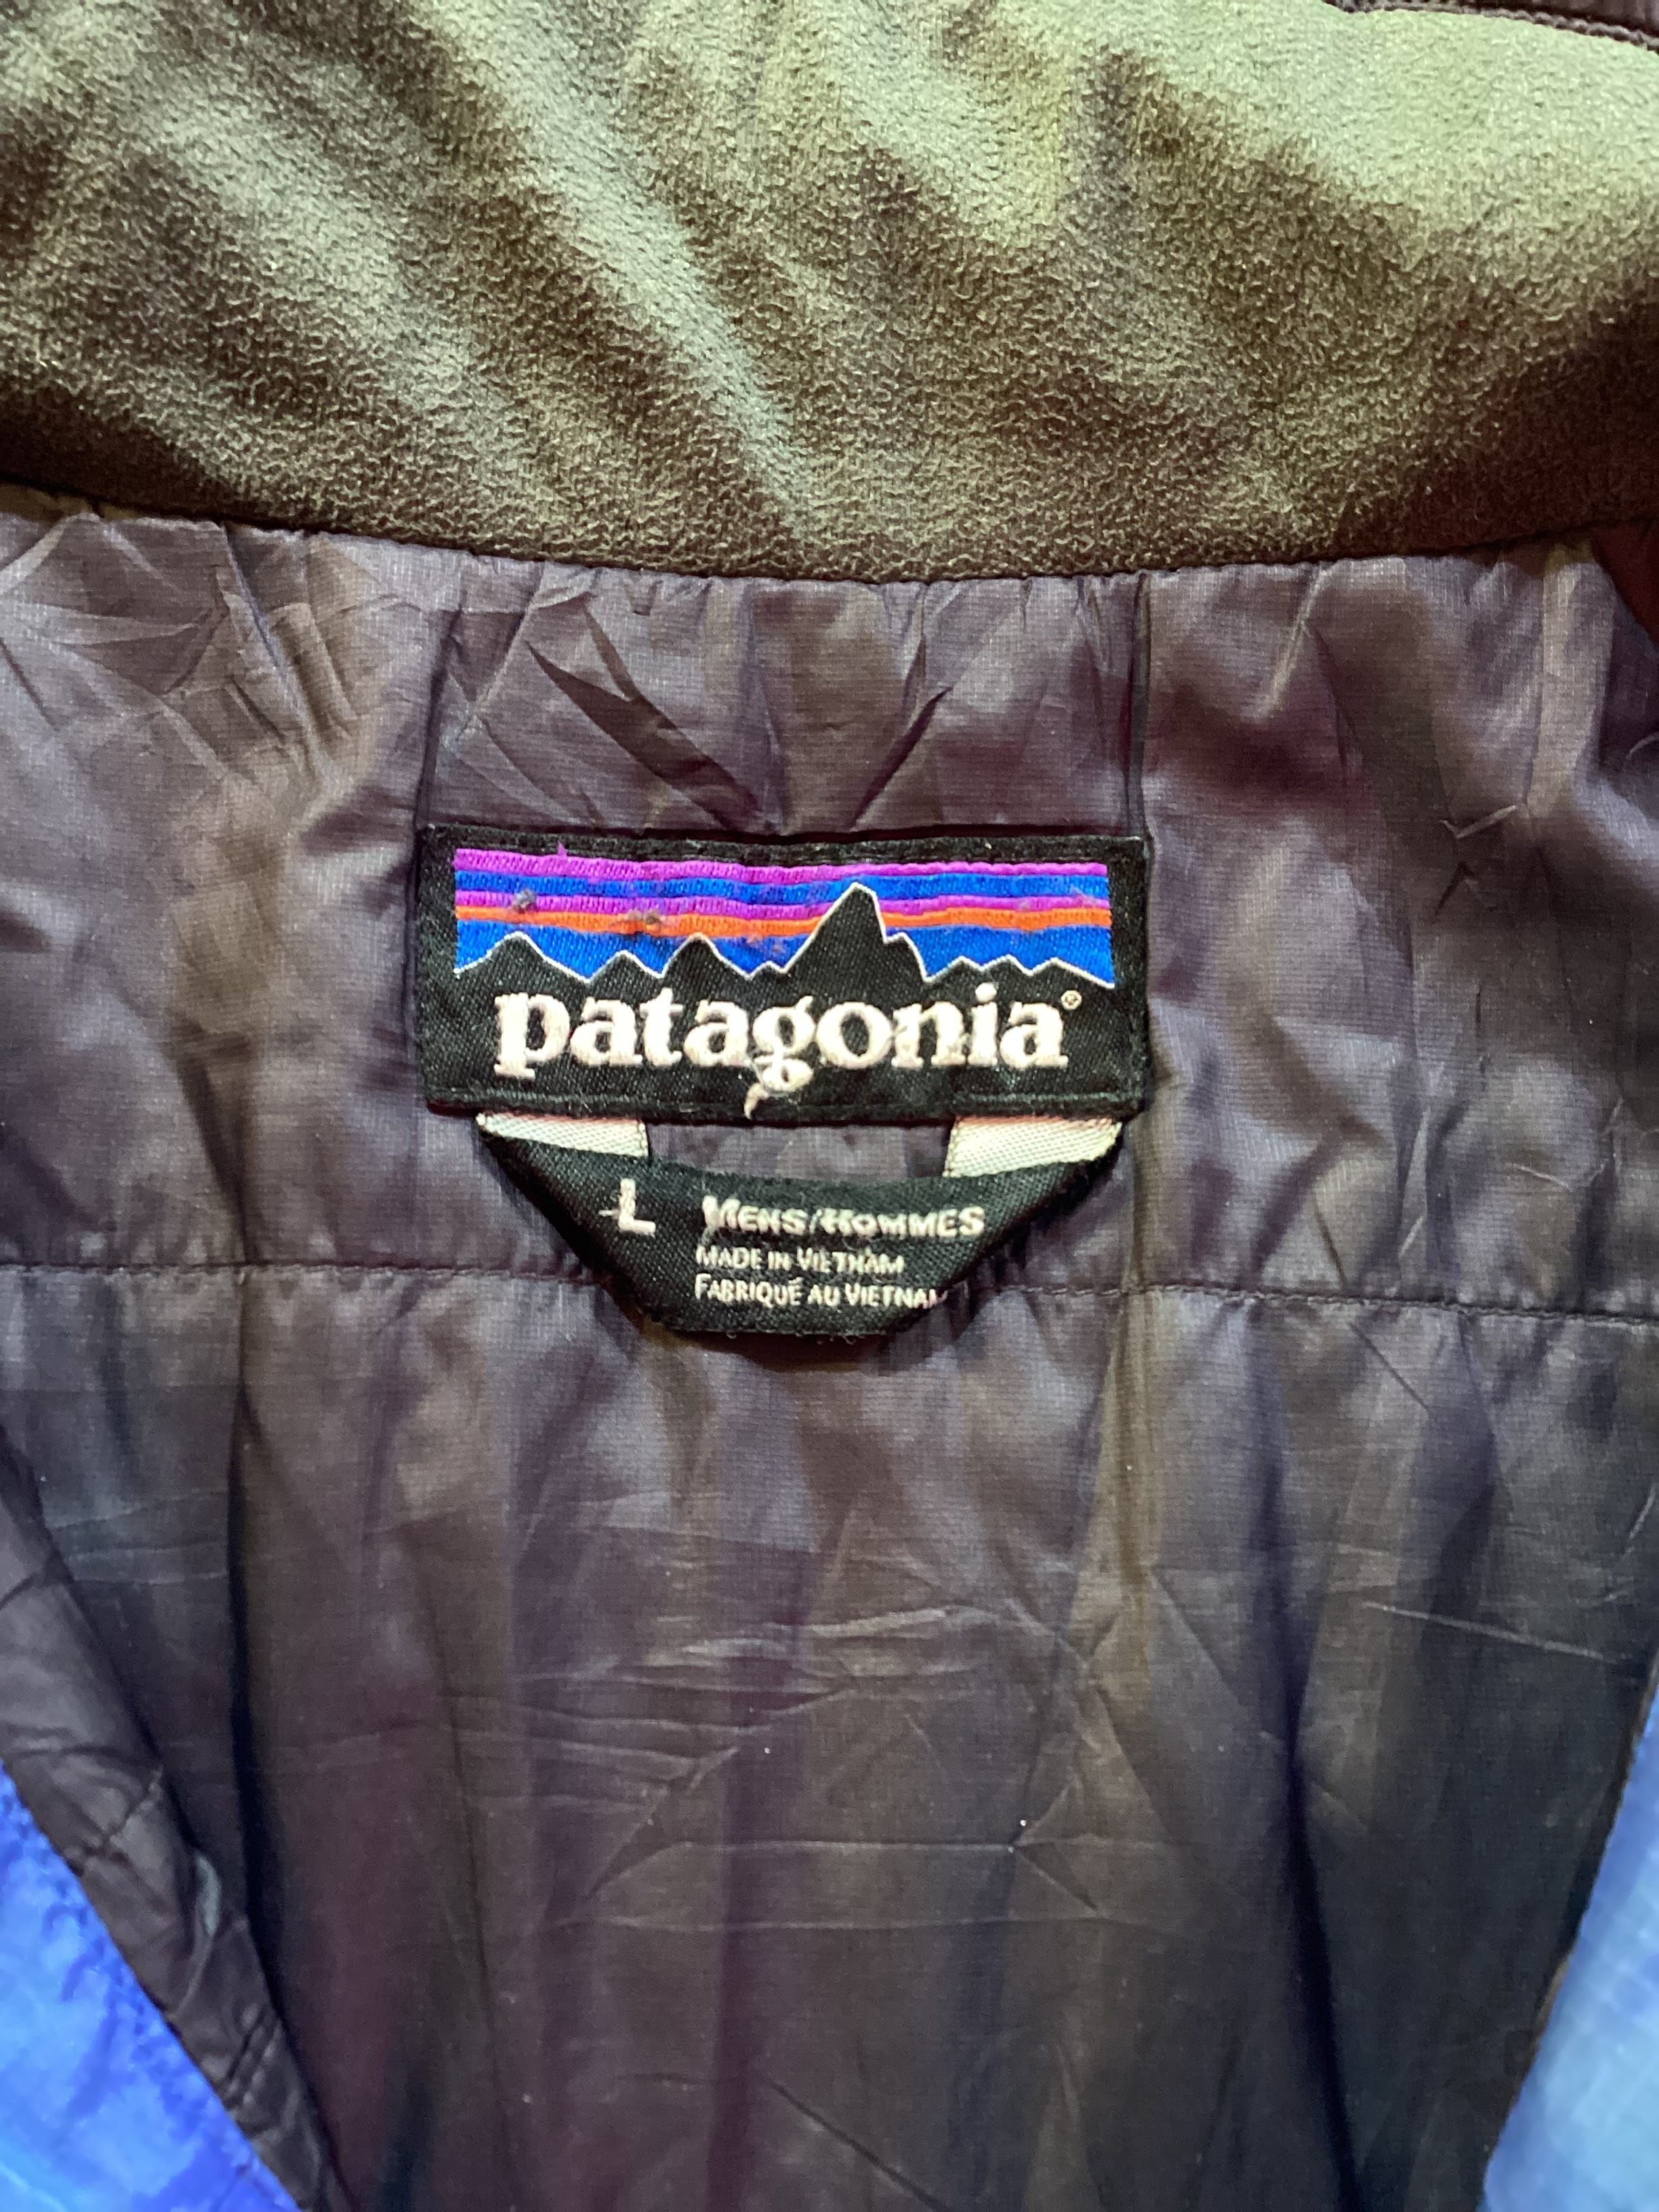 patagonia®
L MENS/HOMMES
MADE IN VIETNAM
FABRIQUÉ AU VIETNAM